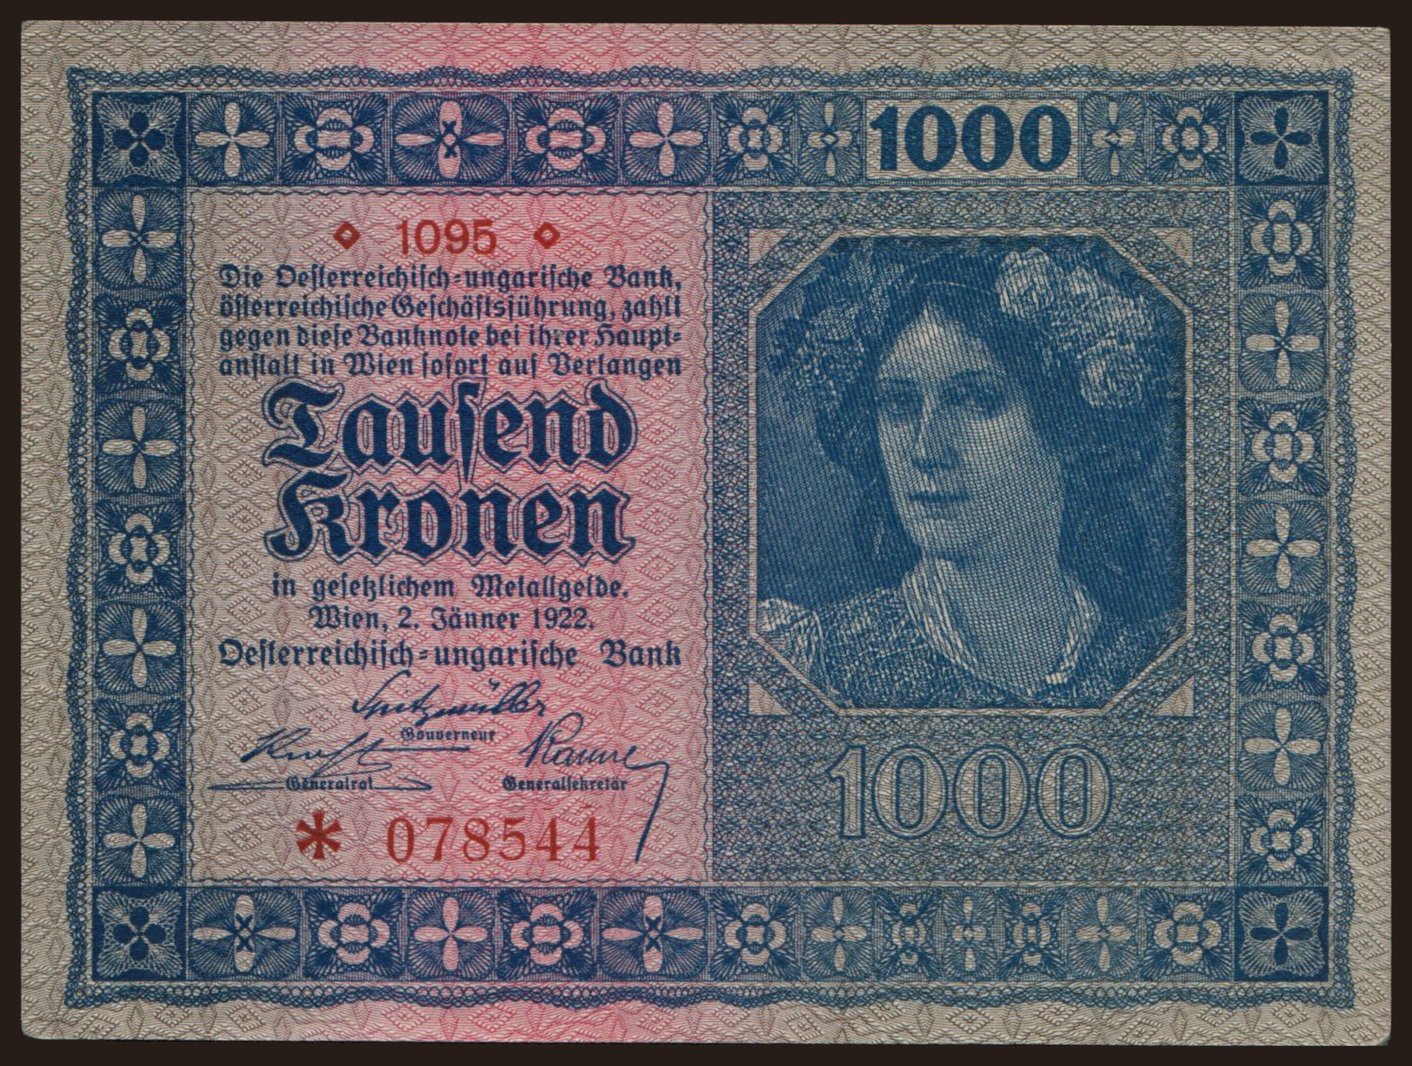 1000
◇ 1095 ◇
Die Oesterreichisch-ungarische Bank,
österreichische Geschäftsführung, zahlt
gegen diese Banknote bei ihrer Haupt-
anstalt in Wien sofort auf Verlangen
Tausend
Kronen
in gesetzlichem Metallgelde.
Wien, 2. Jänner 1922.
Oesterreichisch-ungarische Bank
Spitzmüller
Gouverneur
Generalrat
Generalsekretär
* 078544
1000